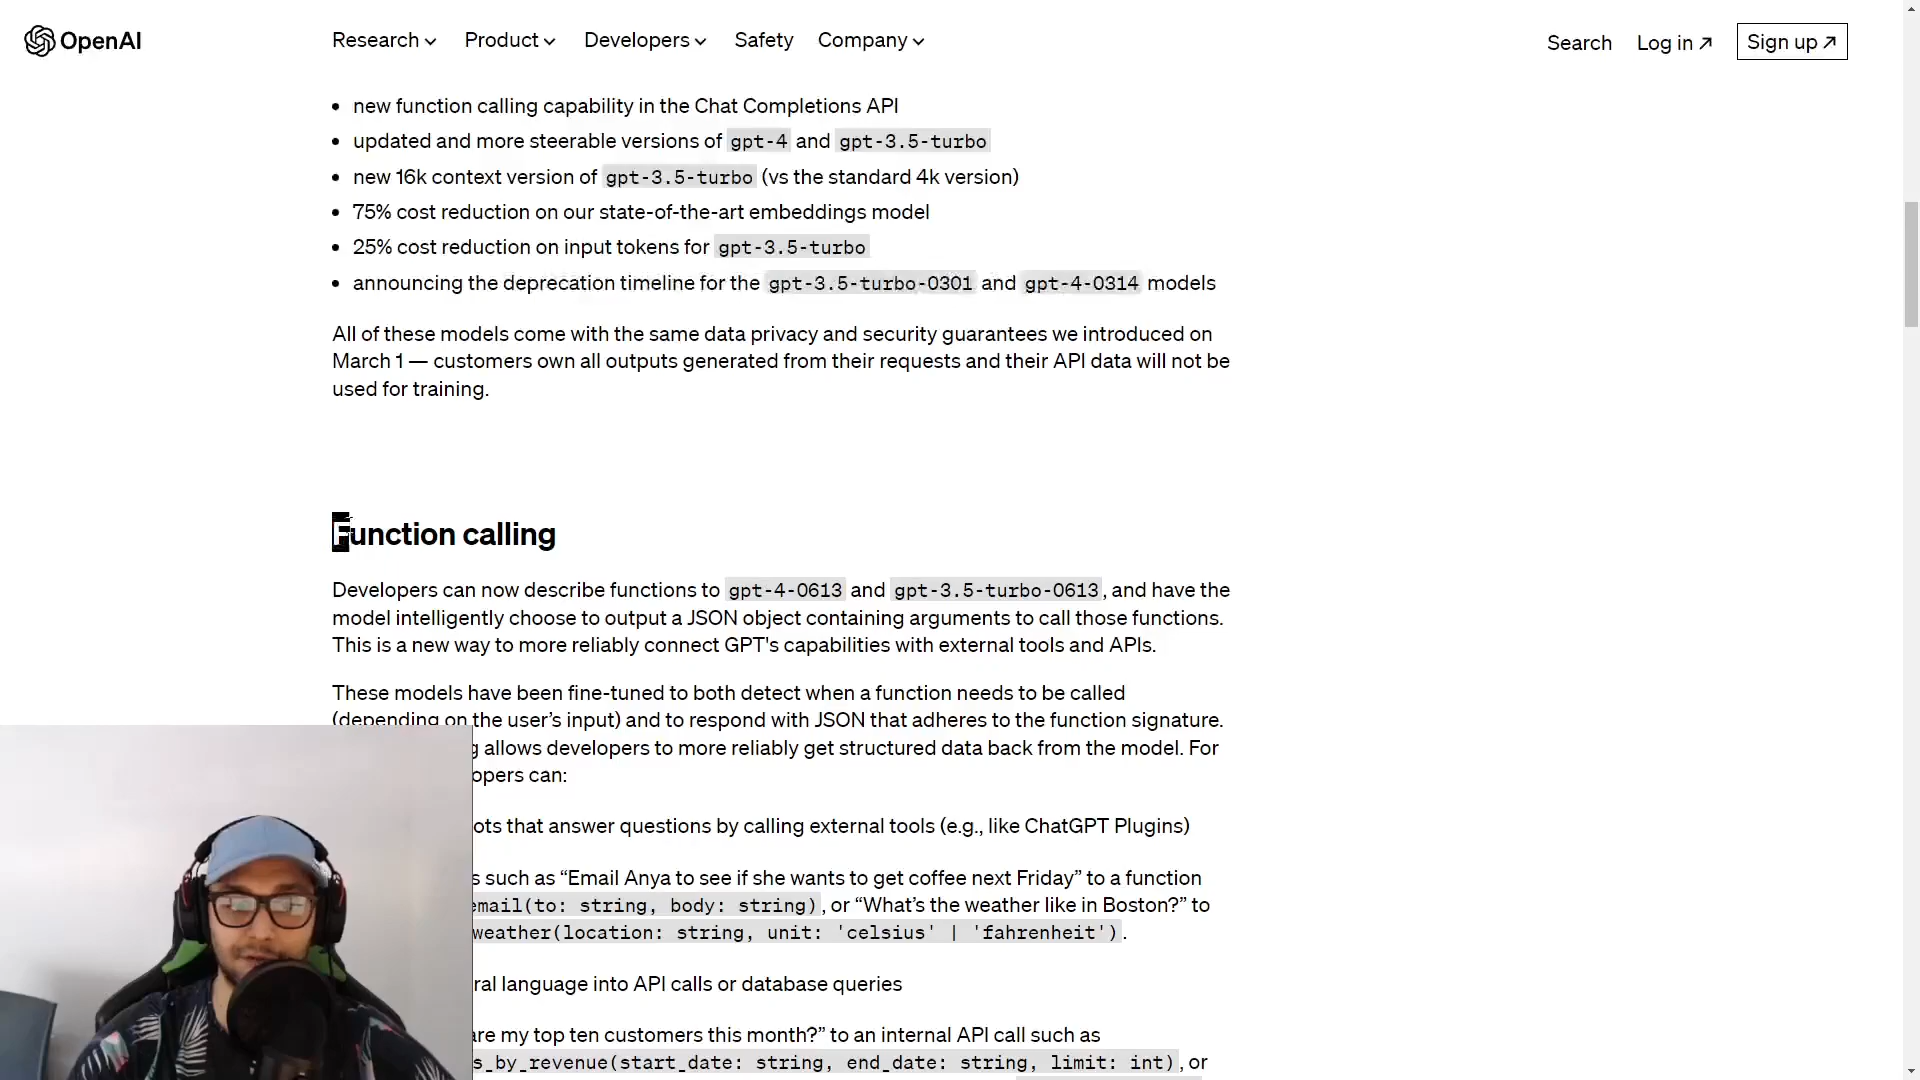 OpenAI
Research Product Developers Safety Company
Search Log in Sign up
• new function calling capability in the Chat Completions API
• updated and more steerable versions of gpt-4 and gpt-3.5-turbo
• new 16k context version of gpt-3.5-turbo (vs the standard 4k version)
• 75% cost reduction on our state-of-the-art embeddings model
• 25% cost reduction on input tokens for gpt-3.5-turbo
• announcing the deprecation timeline for the gpt-3.5-turbo-0301 and gpt-4-0314 models
All of these models come with the same data privacy and security guarantees we introduced on
March 1 — customers own all outputs generated from their requests and their API data will not be
used for training.
Function calling
Developers can now describe functions to gpt-4-0613 and gpt-3.5-turbo-0613, and have the
model intelligently choose to output a JSON object containing arguments to call those functions.
This is a new way to more reliably connect GPT's capabilities with external tools and APIs.
These models have been fine-tuned to both detect when a function needs to be called
(depending on the user’s input) and to respond with JSON that adheres to the function signature.
allows developers to more reliably get structured data back from the model. For
opers can:
ots that answer questions by calling external tools (e.g., like ChatGPT Plugins)
s such as “Email Anya to see if she wants to get coffee next Friday” to a function
email(to: string, body: string), or “What’s the weather like in Boston?” to
weather(location: string, unit: 'celsius' | 'fahrenheit').
ral language into API calls or database queries
are my top ten customers this month?” to an internal API call such as
s_by_revenue(start_date: string, end_date: string, limit: int), or